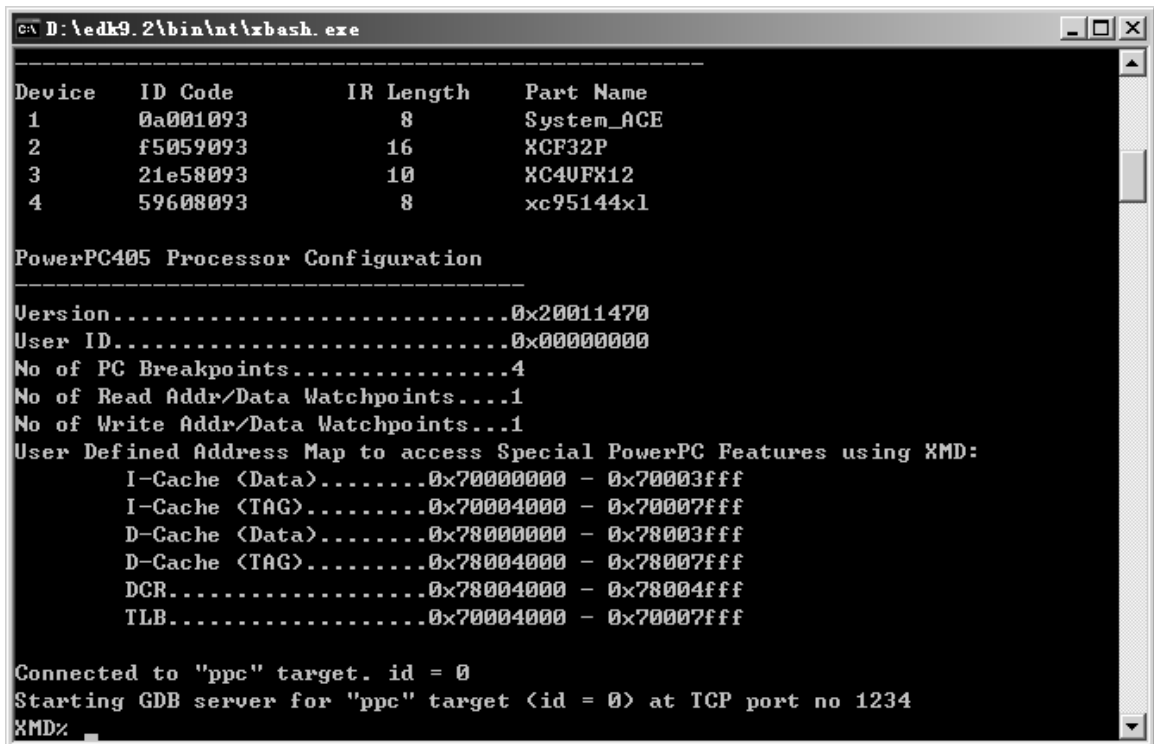 D:\edk9.2\bin\nt\xbash.exe
--------------------------------------------------
Device   ID Code        IR Length    Part Name
1        0a001093           8        System_ACE
2        f5059093          16        XCF32P
3        21e58093          10        XC4VFX12
4        59608093           8        xc95144xl
PowerPC405 Processor Configuration
-------------------------------------
Version.............................0x20011470
User ID.............................0x00000000
No of PC Breakpoints................4
No of Read Addr/Data Watchpoints....1
No of Write Addr/Data Watchpoints...1
User Defined Address Map to access Special PowerPC Features using XMD:
I-Cache (Data)........0x70000000 - 0x70003fff
I-Cache (TAG).........0x70004000 - 0x70007fff
D-Cache (Data)........0x78000000 - 0x78003fff
D-Cache (TAG).........0x78004000 - 0x78007fff
DCR...................0x78004000 - 0x78004fff
TLB...................0x70004000 - 0x70007fff
Connected to "ppc" target. id = 0
Starting GDB server for "ppc" target (id = 0) at TCP port no 1234
XMD% _